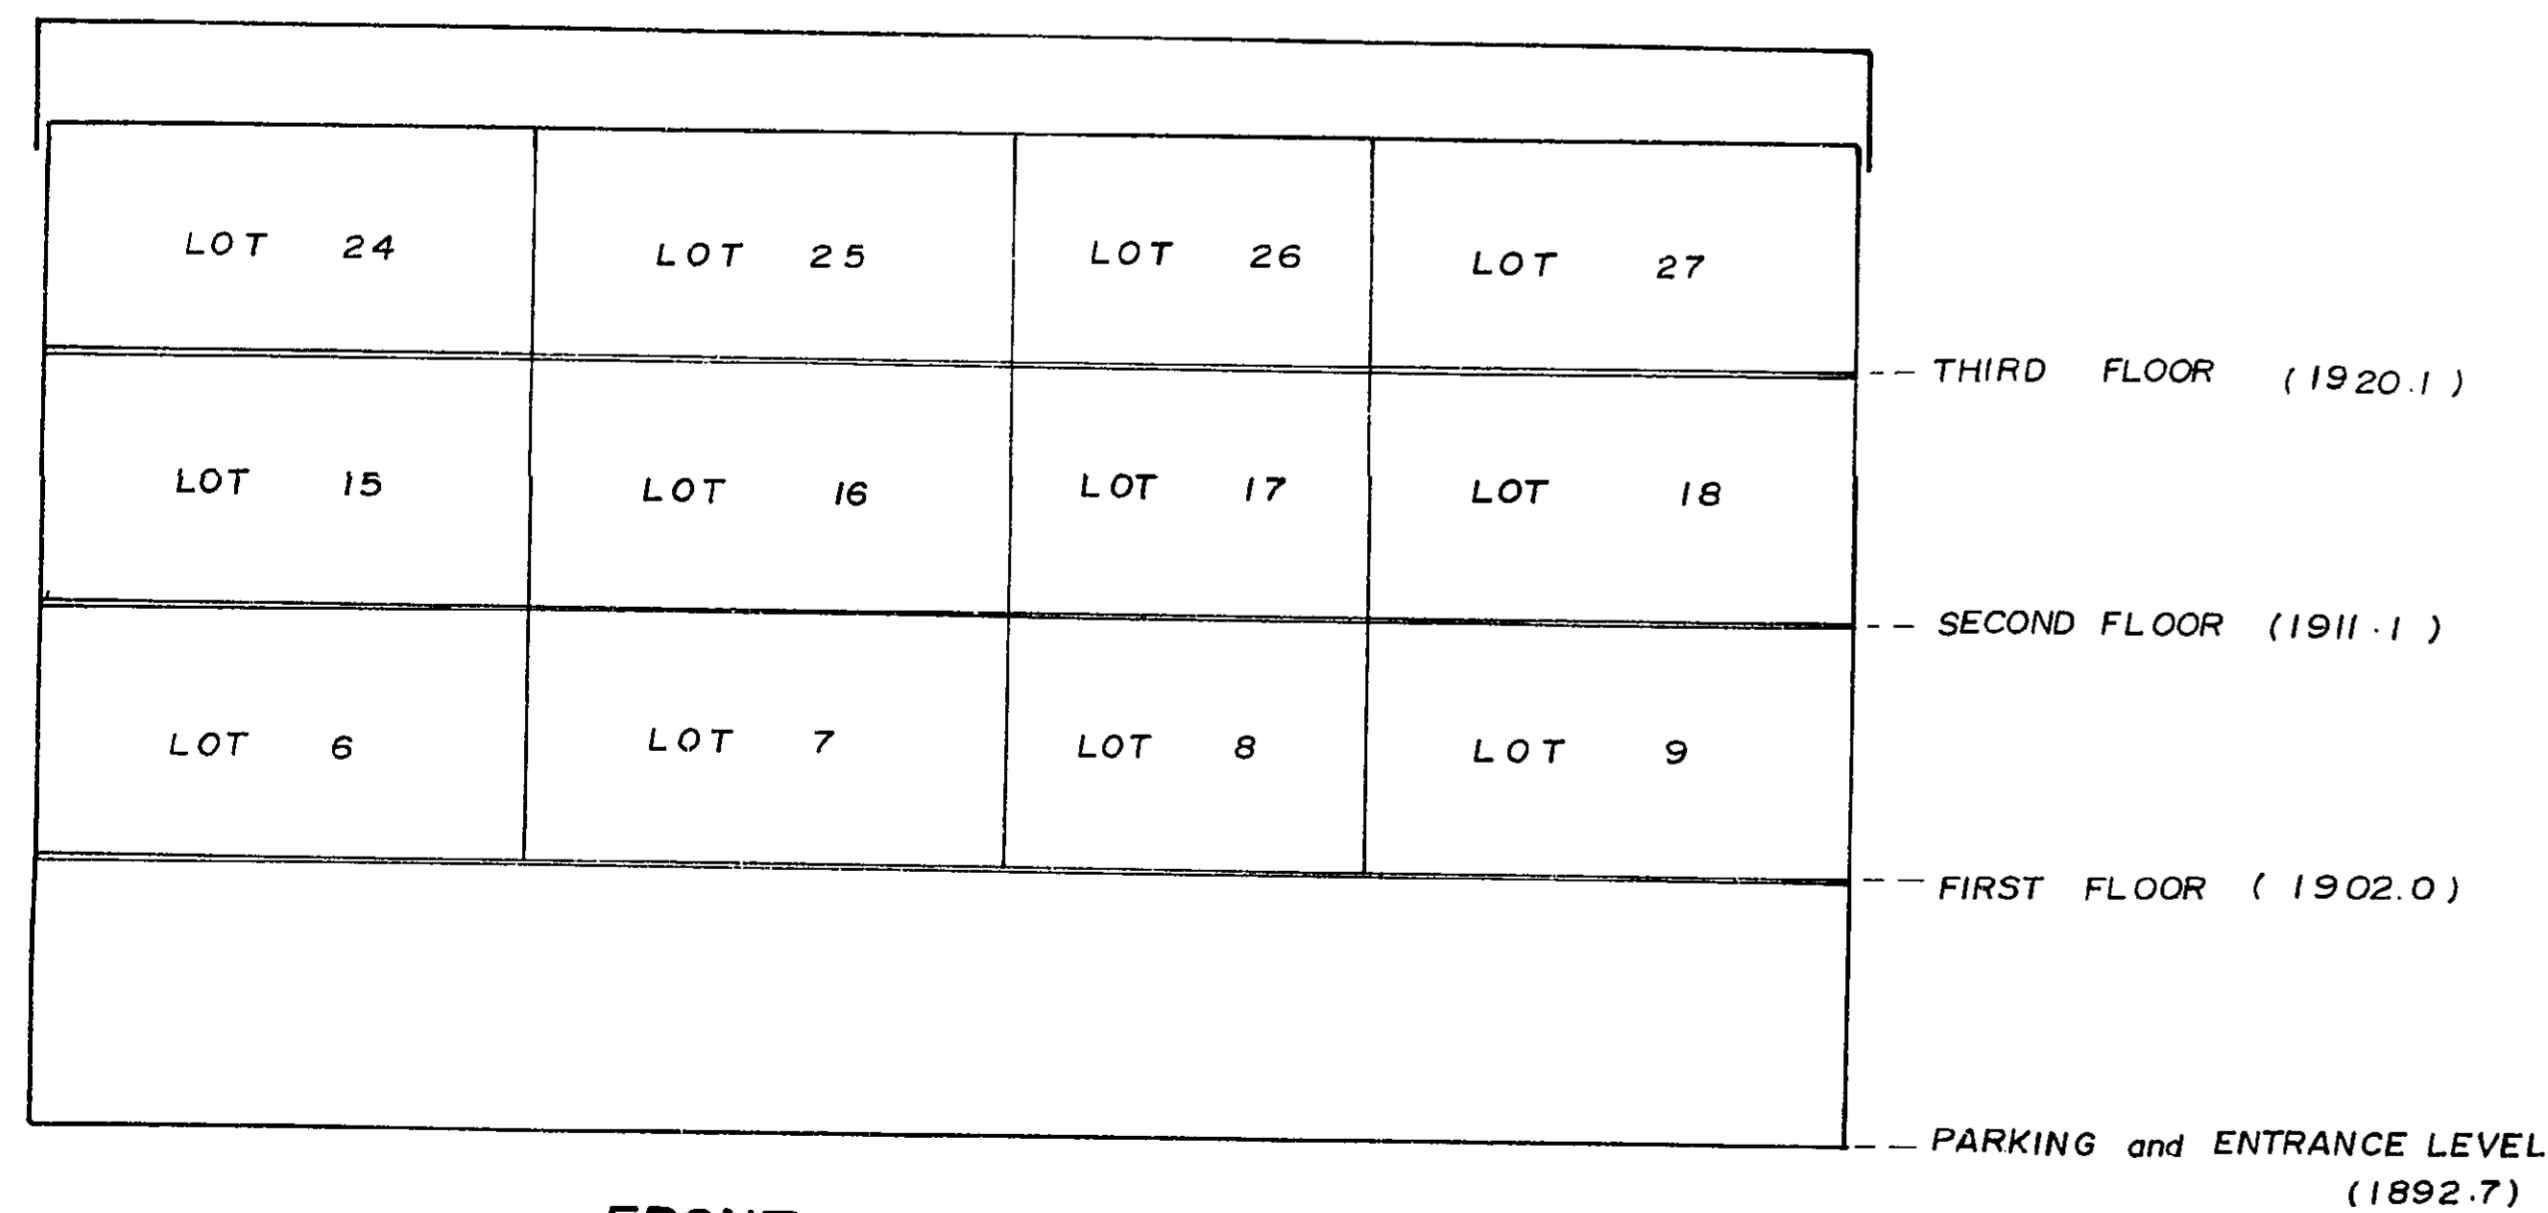 LOT 24 LOT 25 LOT 26 LOT 27
THIRD FLOOR (1920.1)
LOT 15 LOT 16 LOT 17 LOT 18
SECOND FLOOR (1911.1)
LOT 6 LOT 7 LOT 8 LOT 9
FIRST FLOOR (1902.0)
PARKING and ENTRANCE LEVEL
(1892.7)
FRONT